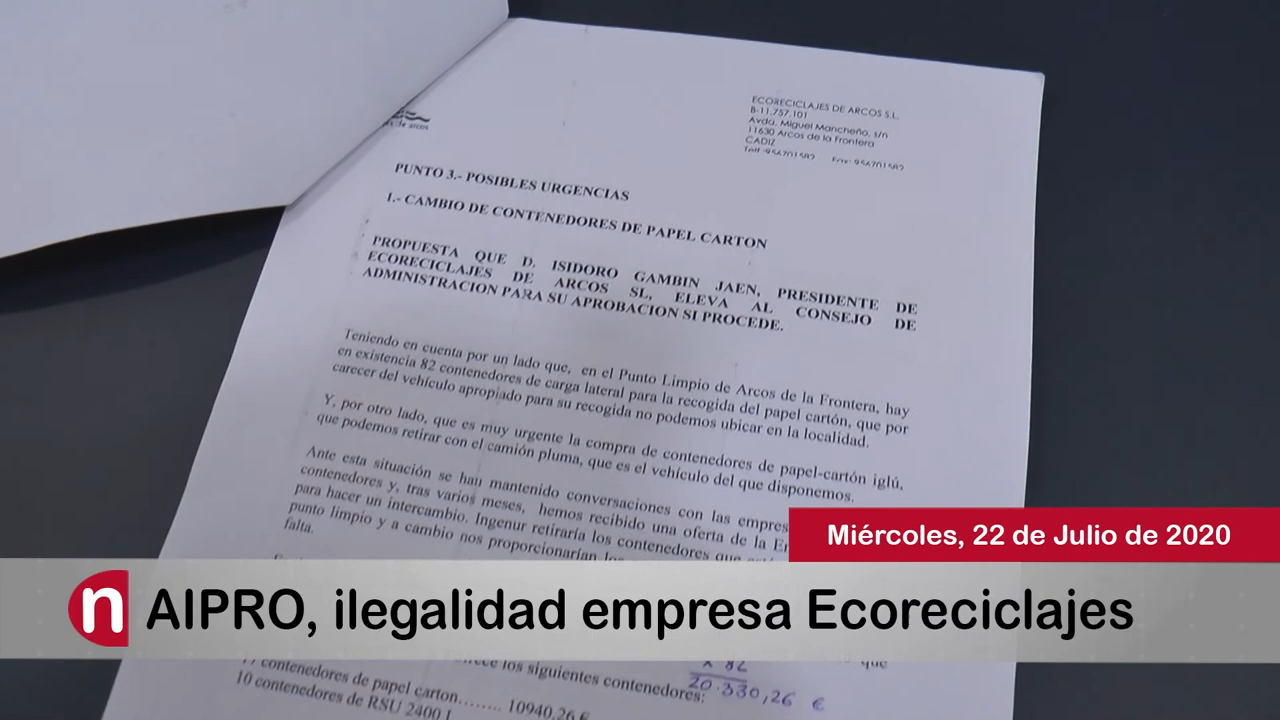 ECORECICLAJES DE ARCOS S.L.
B-11.757.101
Avda. Miguel Mancheño, s/n
11630 Arcos de la Frontera
CADIZ
de arcos
PUNTO 3.- POSIBLES URGENCIAS
1.- CAMBIO DE CONTENEDORES DE PAPEL CARTON
PROPUESTA QUE D. ISIDORO GAMBIN JAEN, PRESIDENTE DE
ECORECICLAJES DE ARCOS SL, ELEVA AL CONSEJO DE
ADMINISTRACION PARA SU APROBACION SI PROCEDE.
Teniendo en cuenta por un lado que, en el Punto Limpio de Arcos de la Frontera, hay
en existencia 82 contenedores de carga lateral para la recogida del papel cartón, que por
carecer del vehículo apropiado para su recogida no podemos ubicar en la localidad.
Y, por otro lado, que es muy urgente la compra de contenedores de papel-cartón iglú,
que podemos retirar con el camión pluma, que es el vehículo del que disponemos.
Ante esta situación se han mantenido conversaciones con las empres
contenedores y, tras varios meses, hemos recibido una oferta de la
para hacer un intercambio. Ingenur retiraría los contenedores que
punto limpio y a cambio nos proporcionarían
falta.
Miércoles, 22 de Julio de 2020
n AIPRO, ilegalidad empresa Ecoreciclajes
que
los siguientes contenedores:
x 82
20.330,26 €
contenedores de papel carton........ 10940,26 €
10 contenedores de RSU 2400 l